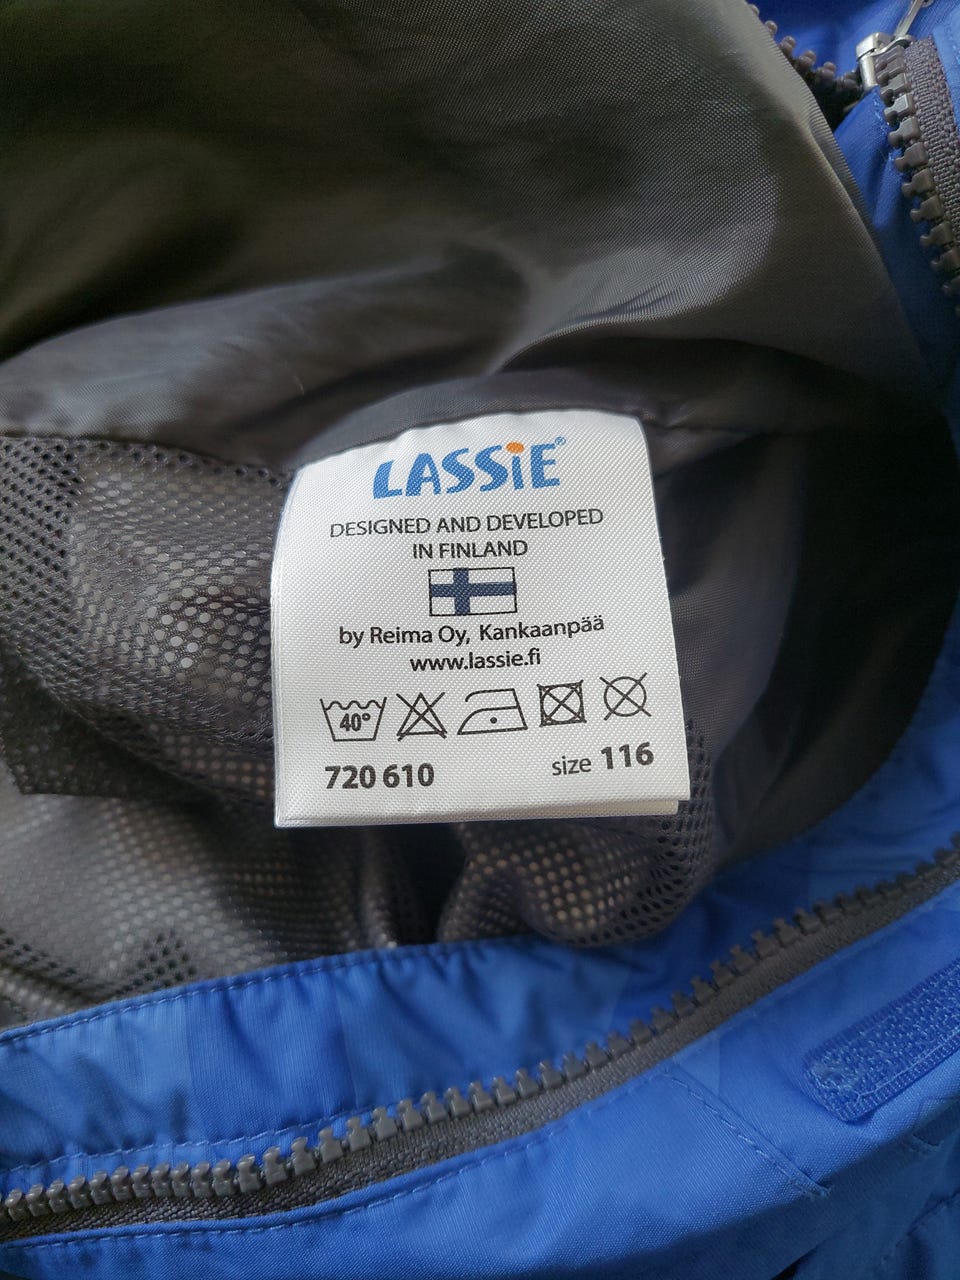 LASSiE®
DESIGNED AND DEVELOPED
IN FINLAND
by Reima Oy, Kankaanpää
www.lassie.fi
40°
720 610
size 116